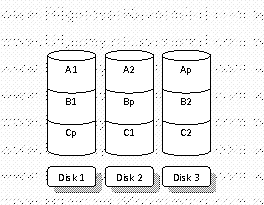 A1 A2 Ap
B1 Bp B2
Cp C1 C2
Disk 1 Disk 2 Disk 3